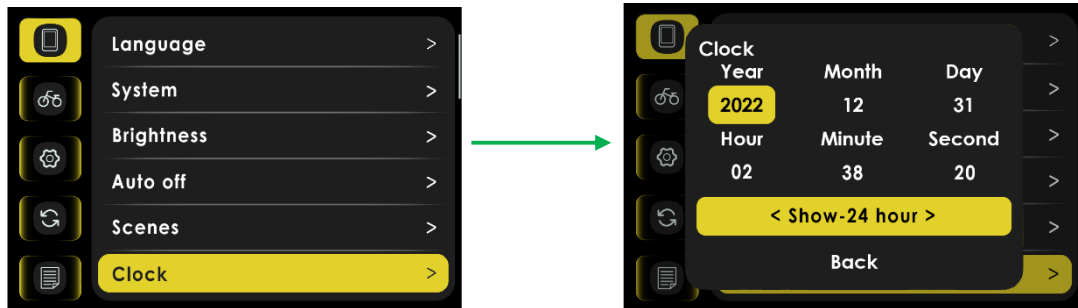 Language >
System >
Brightness >
Auto off >
Scenes >
Clock >
Clock
Year Month Day
2022 12 31
Hour Minute Second
02 38 20
< Show-24 hour >
Back
>
>
>
>
>
>